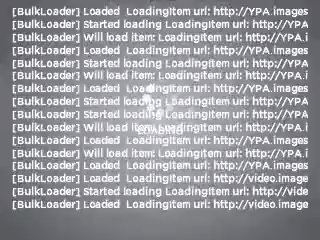 [BulkLoader] Loaded LoadingItem url: http://YPA.images
[BulkLoader] Started loading LoadingItem url: http://YPA
[BulkLoader] Will load item: LoadingItem url: http://YPA.i
[BulkLoader] Loaded LoadingItem url: http://YPA.images
[BulkLoader] Started loading LoadingItem url: http://YPA
[BulkLoader] Will load item: LoadingItem url: http://YPA.i
[BulkLoader] Loaded LoadingItem url: http://YPA.images
[BulkLoader] Started loading LoadingItem url: http://YPA
[BulkLoader] Started loading LoadingItem url: http://YPA
[BulkLoader] Will load item: LoadingItem url: http://YPA.i
LOADING
[BulkLoader] Loaded LoadingItem url: http://YPA.images
[BulkLoader] Will load item: LoadingItem url: http://YPA.i
[BulkLoader] Loaded LoadingItem url: http://YPA.images
[BulkLoader] Loaded LoadingItem url: http://video.image
[BulkLoader] Started loading LoadingItem url: http://vide
[BulkLoader] Loaded LoadingItem url: http://video.image